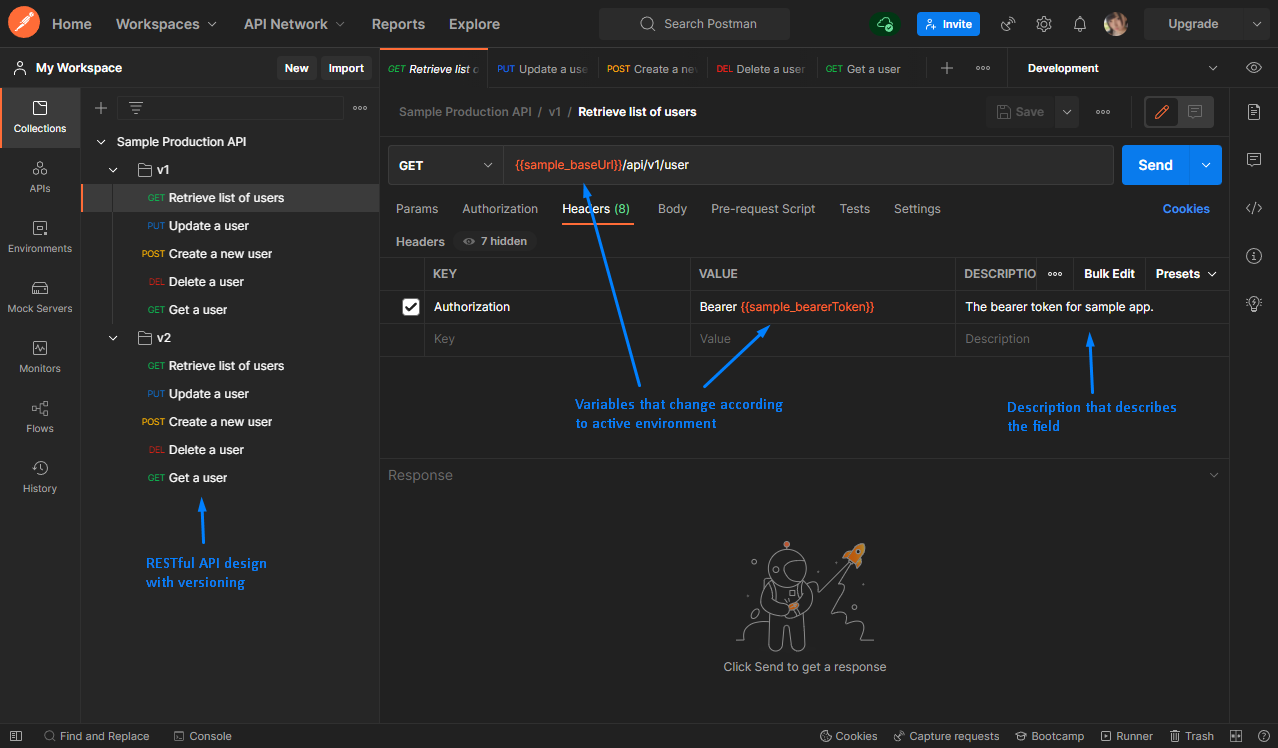 Home Workspaces API Network Reports Explore Search Postman Invite Upgrade
My Workspace New Import
GET Retrieve list o PUT Update a use POST Create a nev DEL Delete a user GET Get a user Development
Collections
APIs
Environments
Mock Servers
Monitors
Flows
History
Sample Production API
v1
GET Retrieve list of users
PUT Update a user
POST Create a new user
DEL Delete a user
GET Get a user
v2
GET Retrieve list of users
PUT Update a user
POST Create a new user
DEL Delete a user
GET Get a user
RESTful API design
with versioning
Sample Production API / v1 / Retrieve list of users Save
GET {{sample_baseUrl}}/api/v1/user Send
Params Authorization Headers (8) Body Pre-request Script Tests Settings Cookies
Headers 7 hidden
KEY VALUE DESCRIPTIO Bulk Edit Presets
Authorization Bearer {{sample_bearerToken}} The bearer token for sample app.
Key Value Description
Variables that change according
to active environment
Description that describes
the field
Response
Click Send to get a response
Find and Replace Console Cookies Capture requests Bootcamp Runner Trash